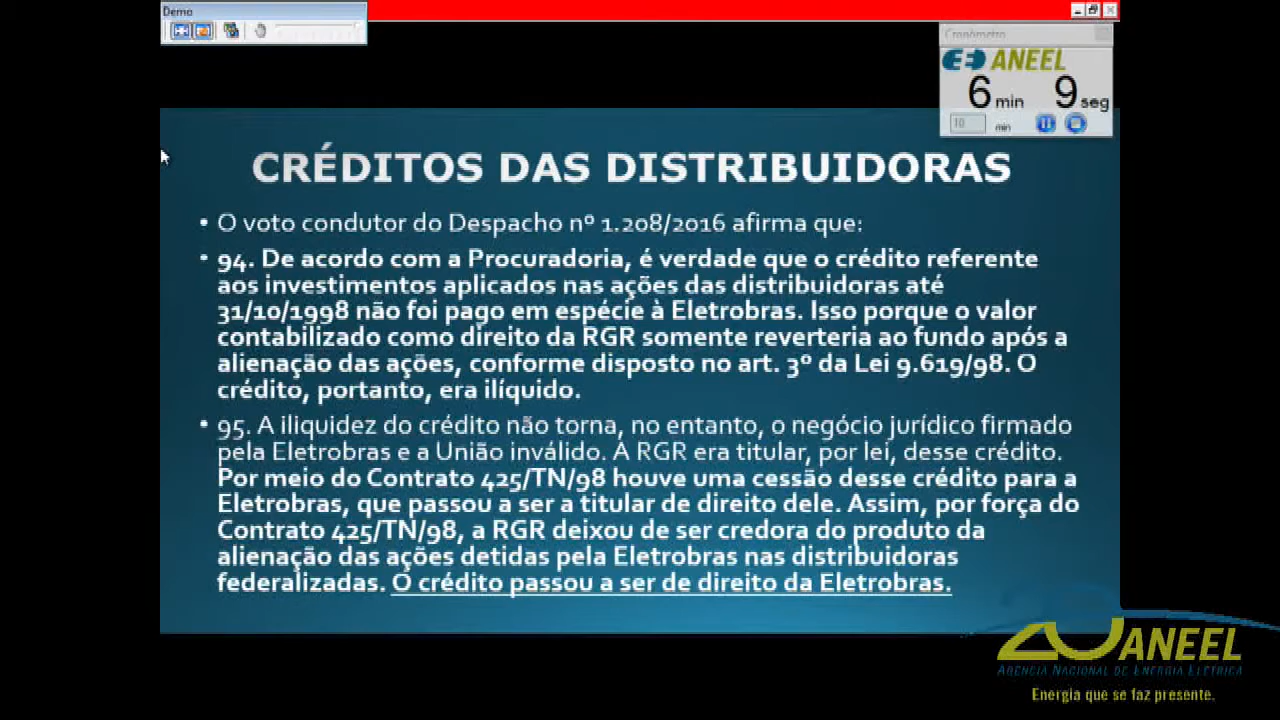 Demo
Cronômetro
ANEEL
6 min 9 seg
10 min
CRÉDITOS DAS DISTRIBUIDORAS
• O voto condutor do Despacho nº 1.208/2016 afirma que:
• 94. De acordo com a Procuradoria, é verdade que o crédito referente
aos investimentos aplicados nas ações das distribuidoras até
31/10/1998 não foi pago em espécie à Eletrobras. Isso porque o valor
contabilizado como direito da RGR somente reverteria ao fundo após a
alienação das ações, conforme disposto no art. 3º da Lei 9.619/98. O
crédito, portanto, era ilíquido.
• 95. A iliquidez do crédito não torna, no entanto, o negócio jurídico firmado
pela Eletrobras e a União inválido. A RGR era titular, por lei, desse crédito.
Por meio do Contrato 425/TN/98 houve uma cessão desse crédito para a
Eletrobras, que passou a ser a titular de direito dele. Assim, por força do
Contrato 425/TN/98, a RGR deixou de ser credora do produto da
alienação das ações detidas pela Eletrobras nas distribuidoras
federalizadas. O crédito passou a ser de direito da Eletrobras.
ANEEL
AGÊNCIA NACIONAL DE ENERGIA ELÉTRICA
Energia que se faz presente.